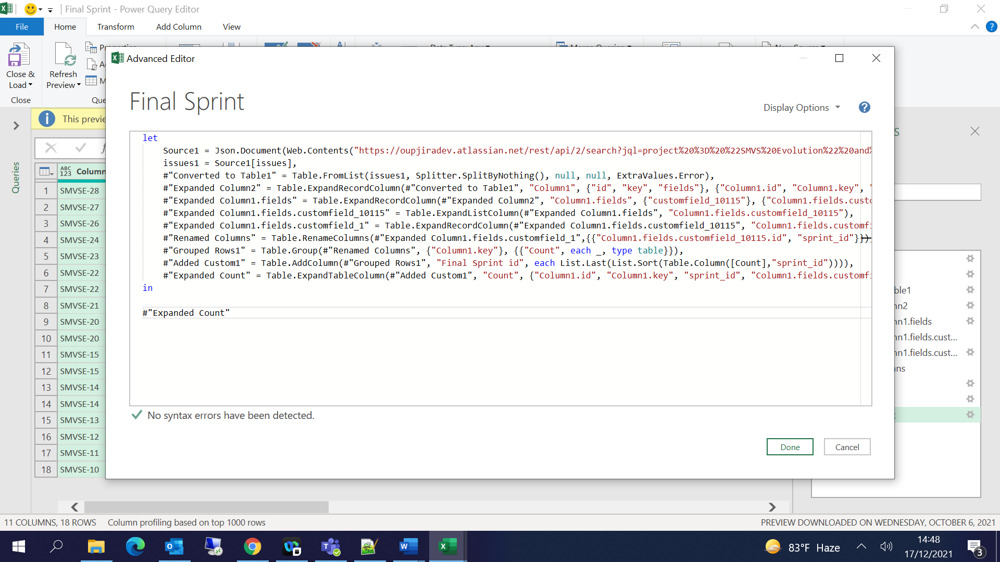 Final Sprint - Power Query Editor
File Home Transform Add Column View
Close & Load
Refresh Preview
Close
This
Queries
Advanced Editor
Final Sprint
Display Options
let
Source1 = Json.Document(Web.Contents("https://oupjiradev.atlassian.net/rest/api/2/search?jql=project%20%3D%20%22SMVS%20Evolution%22%20and%
issues1 = Source1[issues],
#"Converted to Table1" = Table.FromList(issues1, Splitter.SplitByNothing(), null, null, ExtraValues.Error),
#"Expanded Column2" = Table.ExpandRecordColumn(#"Converted to Table1", "Column1", {"id", "key", "fields"}, {"Column1.id", "Column1.key", "
#"Expanded Column1.fields" = Table.ExpandRecordColumn(#"Expanded Column2", "Column1.fields", {"customfield_10115"}, {"Column1.fields.custo
#"Expanded Column1.fields.customfield_10115" = Table.ExpandListColumn(#"Expanded Column1.fields", "Column1.fields.customfield_10115"),
#"Expanded Column1.fields.customfield_1" = Table.ExpandRecordColumn(#"Expanded Column1.fields.customfield_10115", "Column1.fields.customfi
#"Renamed Columns" = Table.RenameColumns(#"Expanded Column1.fields.customfield_1",{{"Column1.fields.customfield_10115.id", "sprint_id"}}),
#"Grouped Rows1" = Table.Group(#"Renamed Columns", {"Column1.key"}, {{"Count", each _, type table}}),
#"Added Custom1" = Table.AddColumn(#"Grouped Rows1", "Final Sprint id", each List.Last(List.Sort(Table.Column([Count],"sprint_id")))),
#"Expanded Count" = Table.ExpandTableColumn(#"Added Custom1", "Count", {"Column1.id", "Column1.key", "sprint_id", "Column1.fields.customfi
in
#"Expanded Count"
No syntax errors have been detected.
Done Cancel
ABC 123 Column
1 SMVSE-28
2 SMVSE-27
3 SMVSE-26
4 SMVSE-24
5 SMVSE-23
6 SMVSE-22
7 SMVSE-22
8 SMVSE-21
9 SMVSE-20
10 SMVSE-20
11 SMVSE-15
12 SMVSE-15
13 SMVSE-14
14 SMVSE-14
15 SMVSE-13
16 SMVSE-12
17 SMVSE-11
18 SMVSE-10
ble1
mn2
mn1.fields
mn1.fields.cust...
mn1.fields.cust...
mns
11 COLUMNS, 18 ROWS Column profiling based on top 1000 rows
PREVIEW DOWNLOADED ON WEDNESDAY, OCTOBER 6, 2021
83°F Haze
14:48
17/12/2021
3